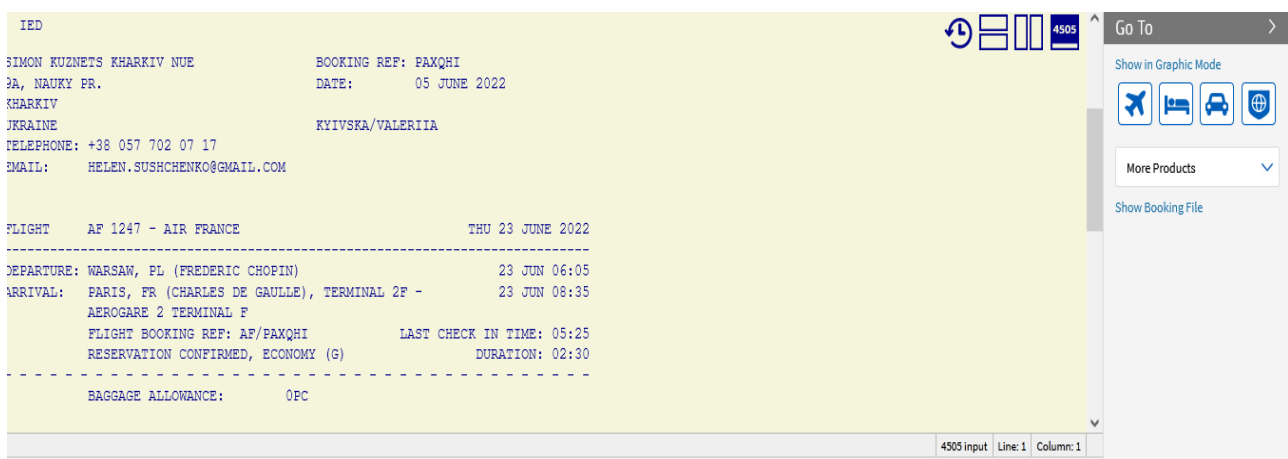 IED
SIMON KUZNETS KHARKIV NUE BOOKING REF: PAXQHI
9A, NAUKY PR. DATE: 05 JUNE 2022
KHARKIV
UKRAINE KYIVSKA/VALERIIA
TELEPHONE: +38 057 702 07 17
EMAIL: HELEN.SUSHCHENKO@GMAIL.COM
FLIGHT AF 1247 - AIR FRANCE THU 23 JUNE 2022
--------------------------------------------------------------------
DEPARTURE: WARSAW, PL (FREDERIC CHOPIN) 23 JUN 06:05
ARRIVAL: PARIS, FR (CHARLES DE GAULLE), TERMINAL 2F - 23 JUN 08:35
AEROGARE 2 TERMINAL F
FLIGHT BOOKING REF: AF/PAXQHI LAST CHECK IN TIME: 05:25
RESERVATION CONFIRMED, ECONOMY (G) DURATION: 02:30
- - - - - - - - - - - - - - - - - - - - - - - - - - - - - - - - - -
BAGGAGE ALLOWANCE: 0PC
4505 input Line: 1 Column: 1
4505
Go To
Show in Graphic Mode
More Products
Show Booking File